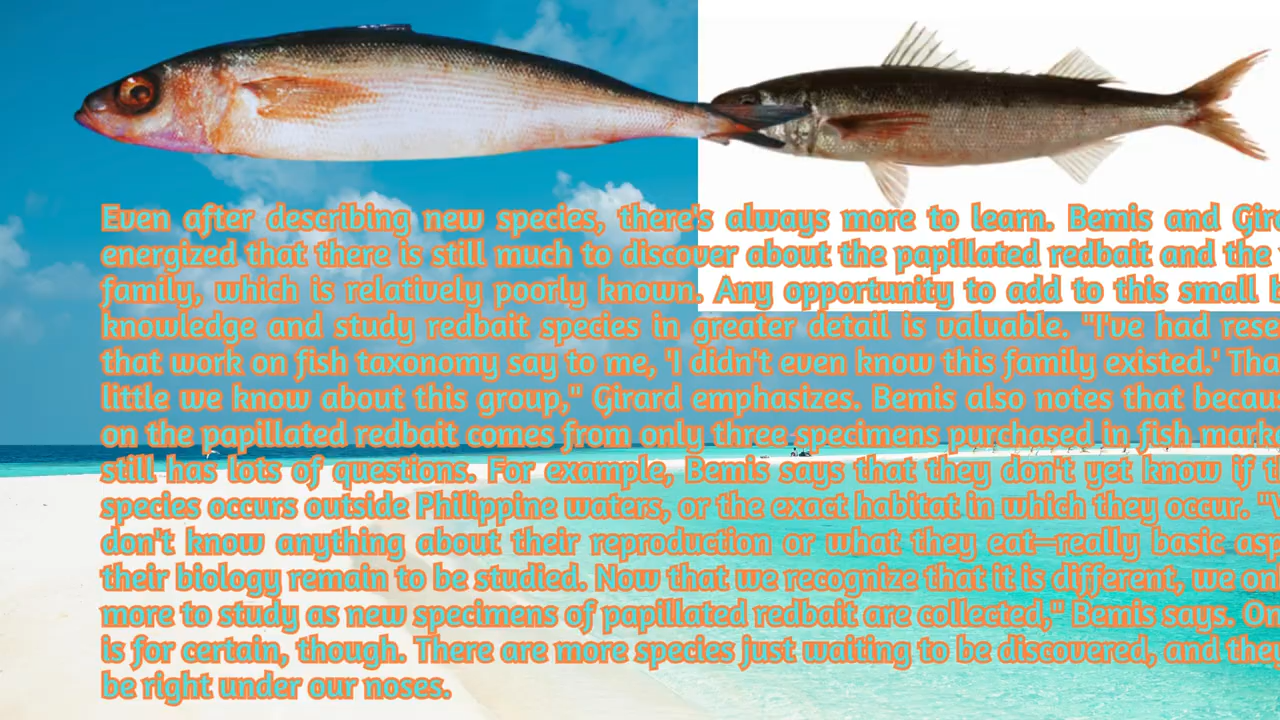 Even after describing new species, there's always more to learn. Bemis and
energized that there is still much to discover about the papillated redbait and the
family, which is relatively poorly known. Any opportunity to add to this small
knowledge and study redbait species in greater detail is valuable. "I've had
that work on fish taxonomy say to me, 'I didn't even know this family existed.'
little we know about this group," Girard emphasizes. Bemis also notes that
on the papillated redbait comes from only three specimens purchased in fish
still has lots of questions. For example, Bemis says that they don't yet know if
species occurs outside Philippine waters, or the exact habitat in which they occur.
don't know anything about their reproduction or what they eat—really basic
their biology remain to be studied. Now that we recognize that it is different, we
more to study as new specimens of papillated redbait are collected," Bemis says.
is for certain, though. There are more species just waiting to be discovered, and
be right under our noses.